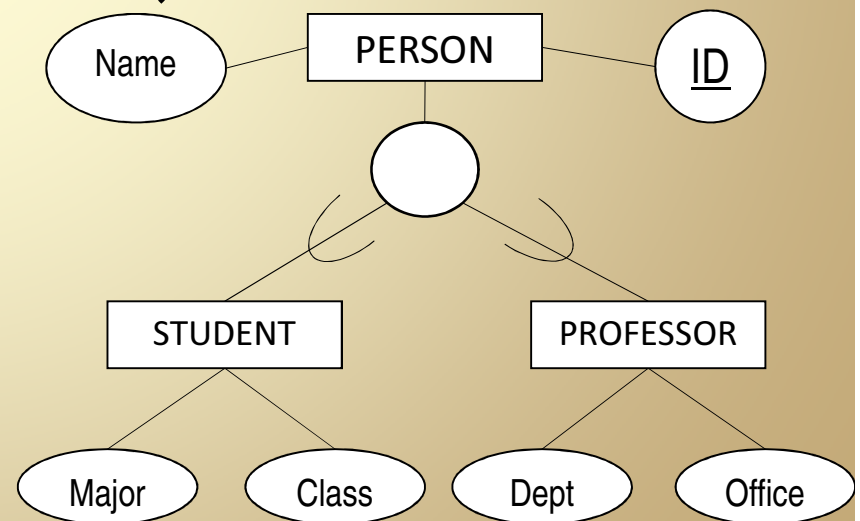 Name
PERSON
ID
STUDENT
PROFESSOR
Major
Class
Dept
Office